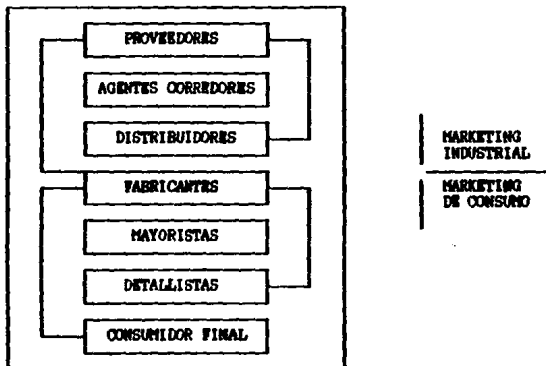 PROVEEDORES
AGENTES CORREDORES
DISTRIBUIDORES
FABRICANTES
MAYORISTAS
DETALLISTAS
CONSUMIDOR FINAL
MARKETING
INDUSTRIAL
MARKETING
DE CONSUMO